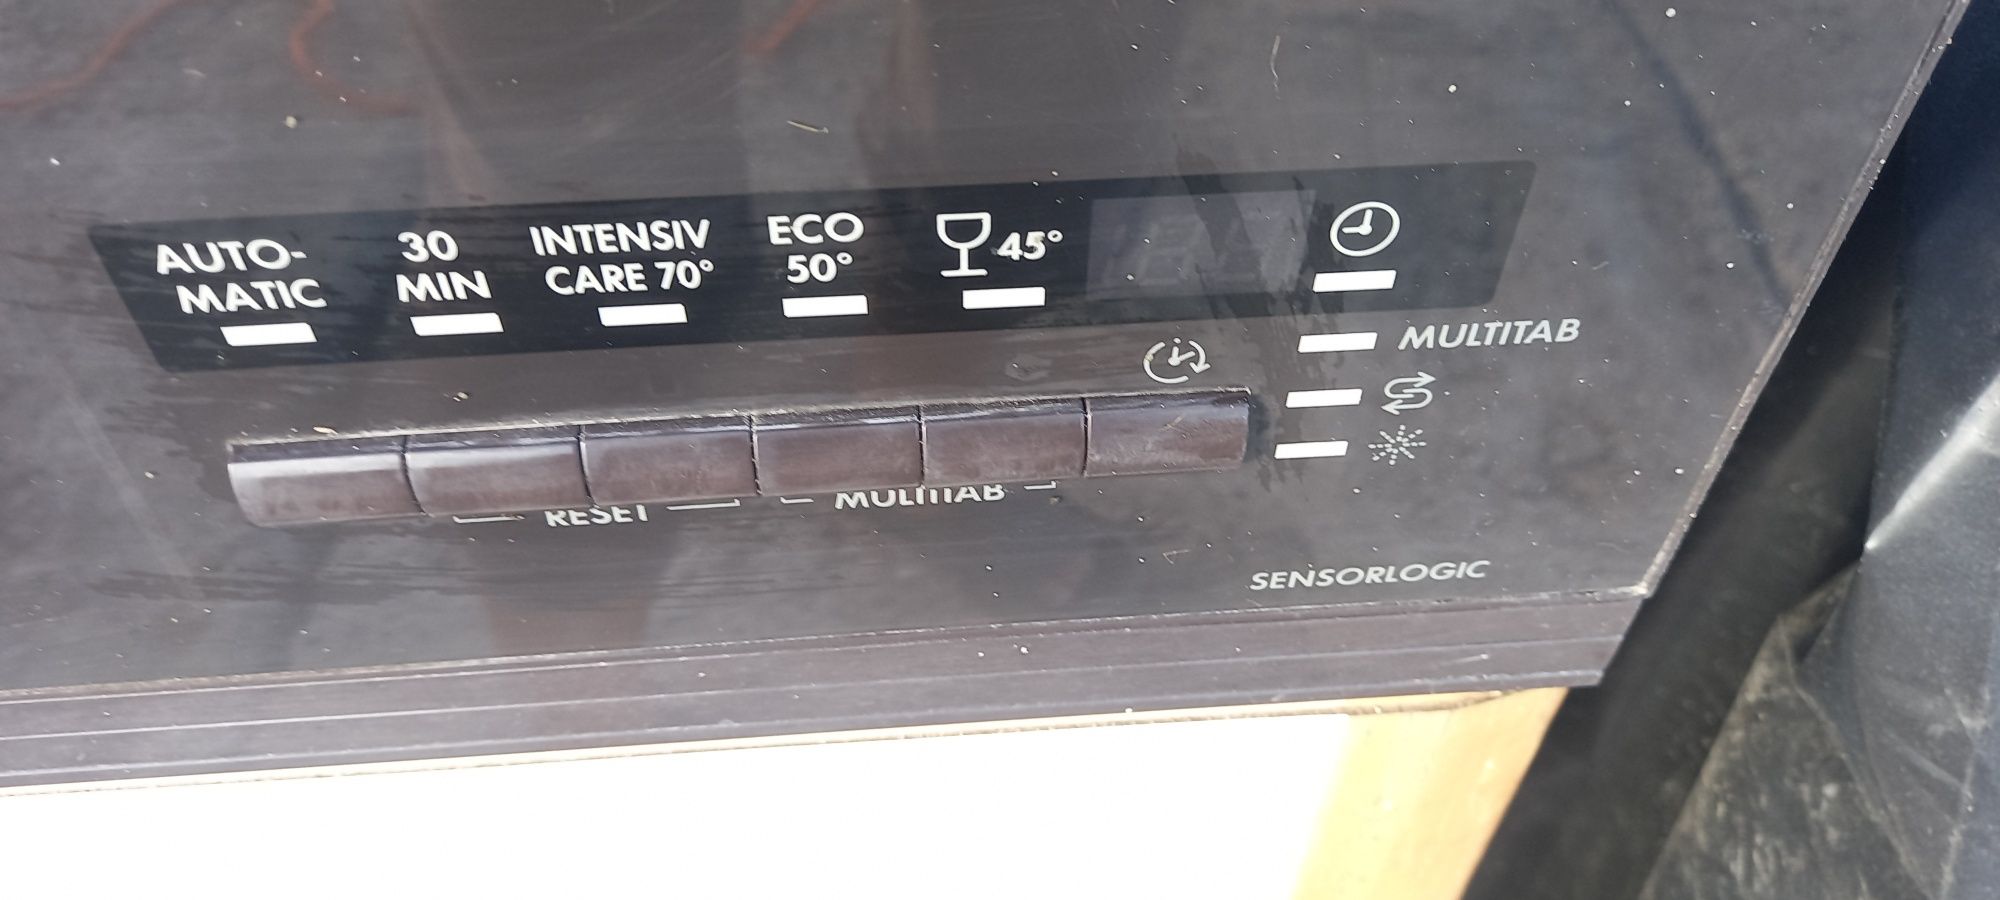 AUTO-
MATIC
30
MIN
INTENSIV
CARE 70°
ECO
50°
45°
MULTITAB
RESET
MULTITAB
SENSORLOGIC